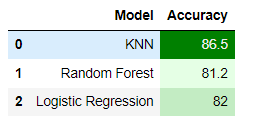 Model Accuracy
0 KNN 86.5
1 Random Forest 81.2
2 Logistic Regression 82